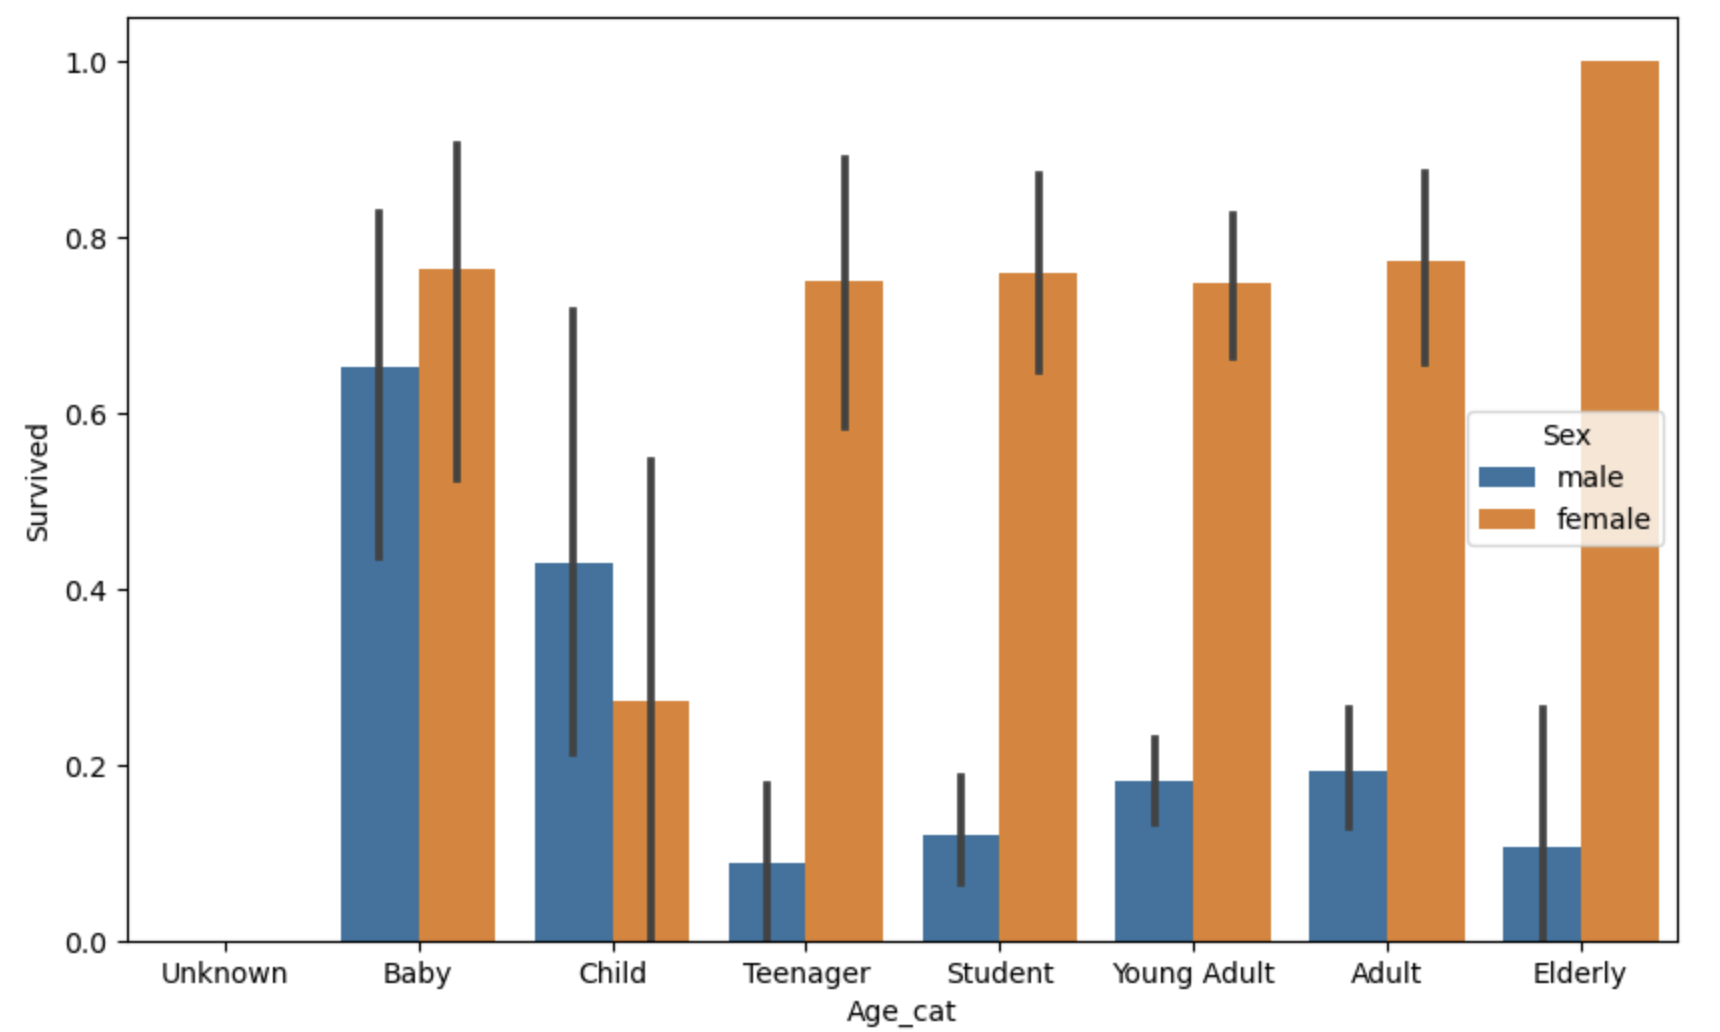 1.0
0.8
0.6
0.4
0.2
0.0
Survived
Sex
male
female
Unknown Baby Child Teenager Student Young Adult Adult Elderly
Age_cat